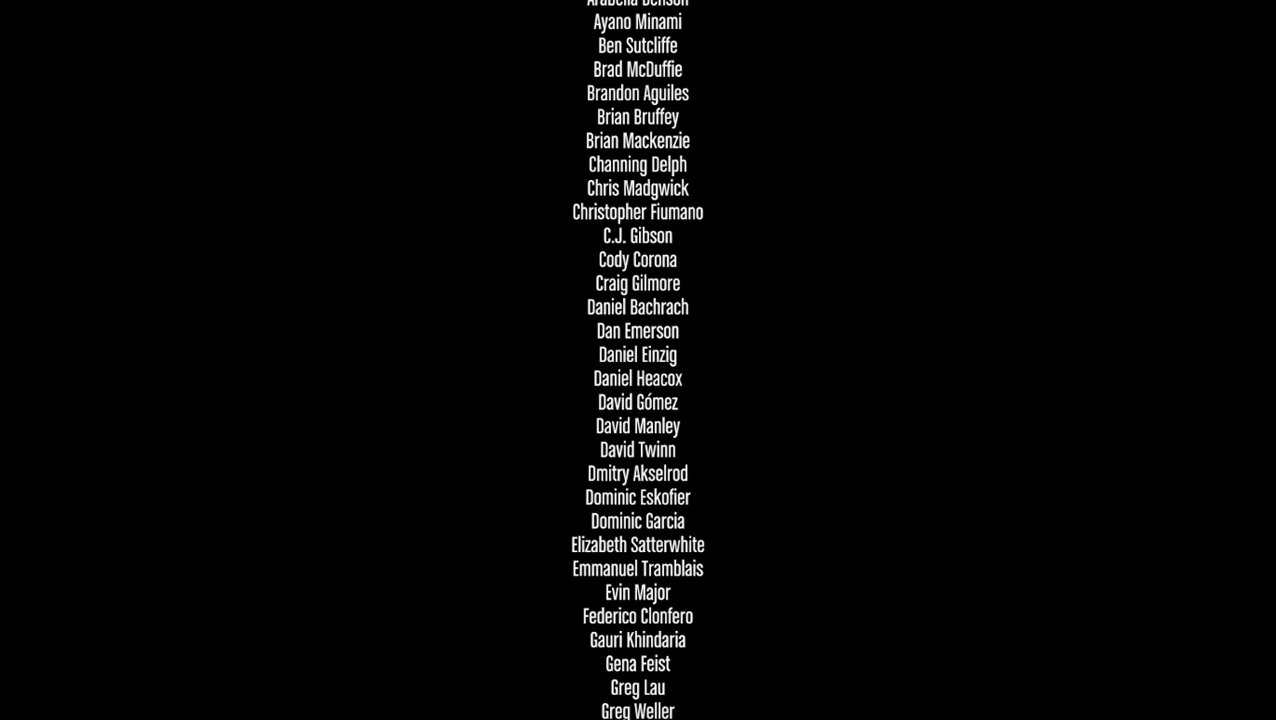 Arabella Benson
Ayano Minami
Ben Sutcliffe
Brad McDuffie
Brandon Aguiles
Brian Bruffey
Brian Mackenzie
Channing Delph
Chris Madgwick
Christopher Fiumano
C.J. Gibson
Cody Corona
Craig Gilmore
Daniel Bachrach
Dan Emerson
Daniel Einzig
Daniel Heacox
David Gómez
David Manley
David Twinn
Dmitry Akselrod
Dominic Eskofier
Dominic Garcia
Elizabeth Satterwhite
Emmanuel Tramblais
Evin Major
Federico Clonfero
Gauri Khindaria
Gena Feist
Greg Lau
Greg Weller